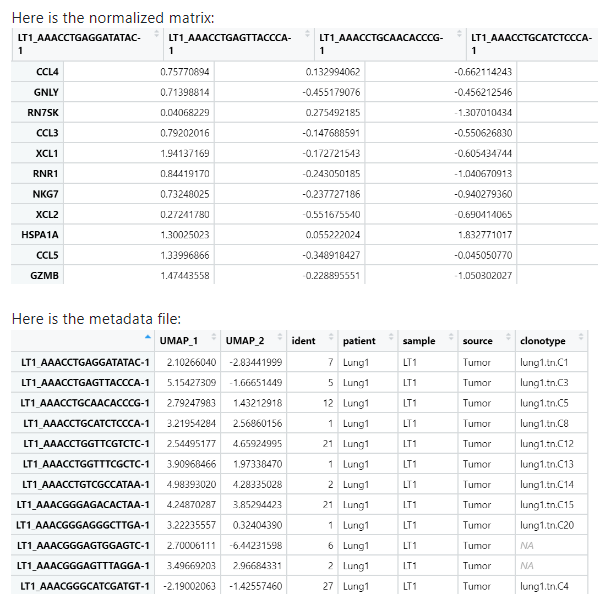 Here is the normalized matrix:
LT1_AAACCTGAGGATATAC-1 LT1_AAACCTGAGTTACCCA-1 LT1_AAACCTGCAACACCCG-1 LT1_AAACCTGCATCTCCCA-1
CCL4 0.75770894 0.132994062 -0.662114243
GNLY 0.71398814 -0.455179076 -0.456212546
RN7SK 0.04068229 0.275492185 -1.307010434
CCL3 0.79202016 -0.147688591 -0.550626830
XCL1 1.94137169 -0.172721543 -0.605434744
RNR1 0.84419170 -0.243050185 -1.040670913
NKG7 0.73248025 -0.237727186 -0.940279360
XCL2 0.27241780 -0.551675540 -0.690414065
HSPA1A 1.30025023 0.055222024 1.832771017
CCL5 1.33996866 -0.348918427 -0.045050770
GZMB 1.47443558 -0.228895551 -1.050302027
Here is the metadata file:
UMAP_1 UMAP_2 ident patient sample source clonotype
LT1_AAACCTGAGGATATAC-1 2.10266040 -2.83441999 7 Lung1 LT1 Tumor lung1.tn.C1
LT1_AAACCTGAGTTACCCA-1 5.15427309 -1.66651449 5 Lung1 LT1 Tumor lung1.tn.C3
LT1_AAACCTGCAACACCCG-1 2.79247983 1.43212918 12 Lung1 LT1 Tumor lung1.tn.C5
LT1_AAACCTGCATCTCCCA-1 3.21954284 2.56860156 1 Lung1 LT1 Tumor lung1.tn.C8
LT1_AAACCTGGTTCGTCTC-1 2.54495177 4.65924995 21 Lung1 LT1 Tumor lung1.tn.C12
LT1_AAACCTGGTTTCGCTC-1 3.90968466 1.97338470 1 Lung1 LT1 Tumor lung1.tn.C13
LT1_AAACCTGTCGCCATAA-1 4.98393020 4.28335028 2 Lung1 LT1 Tumor lung1.tn.C14
LT1_AAACGGGAGACACTAA-1 4.24870287 3.85294423 21 Lung1 LT1 Tumor lung1.tn.C15
LT1_AAACGGGAGGGCTTGA-1 3.22235557 0.32404390 1 Lung1 LT1 Tumor lung1.tn.C20
LT1_AAACGGGAGTGGAGTC-1 2.70006111 -6.44231598 6 Lung1 LT1 Tumor NA
LT1_AAACGGGAGTTTAGGA-1 3.49669203 2.96684331 2 Lung1 LT1 Tumor NA
LT1_AAACGGGCATCGATGT-1 -2.19002063 -1.42557460 27 Lung1 LT1 Tumor lung1.tn.C4